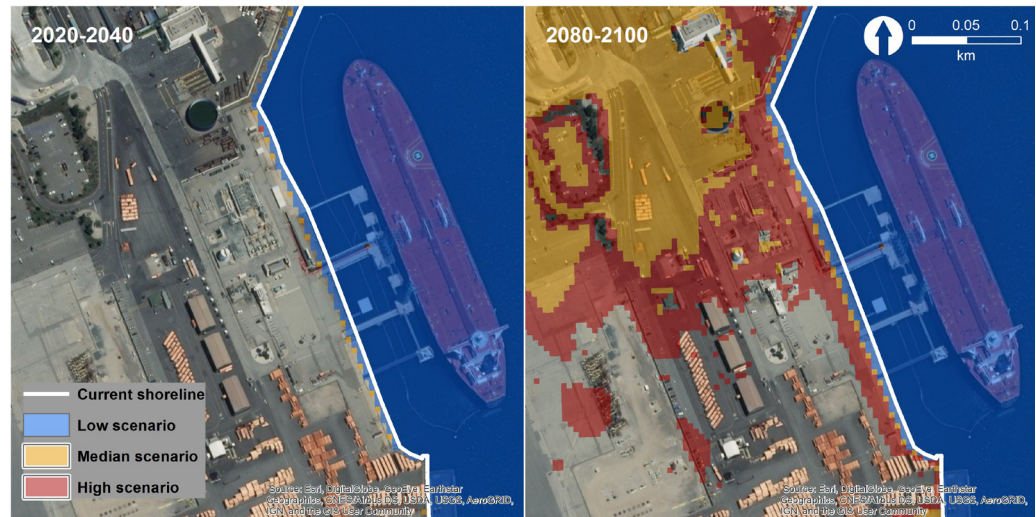 2020-2040
2080-2100
0 0.05 0.1
km
Current shoreline
Low scenario
Median scenario
High scenario
Source: Esri, DigitalGlobe, GeoEye, Earthstar
Geographics, CNES/Airbus DS, USDA, USGS, AeroGRID,
IGN, and the GIS User Community
Source: Esri, DigitalGlobe, GeoEye, Earthstar
Geographics, CNES/Airbus DS, USDA, USGS, AeroGRID,
IGN, and the GIS User Community